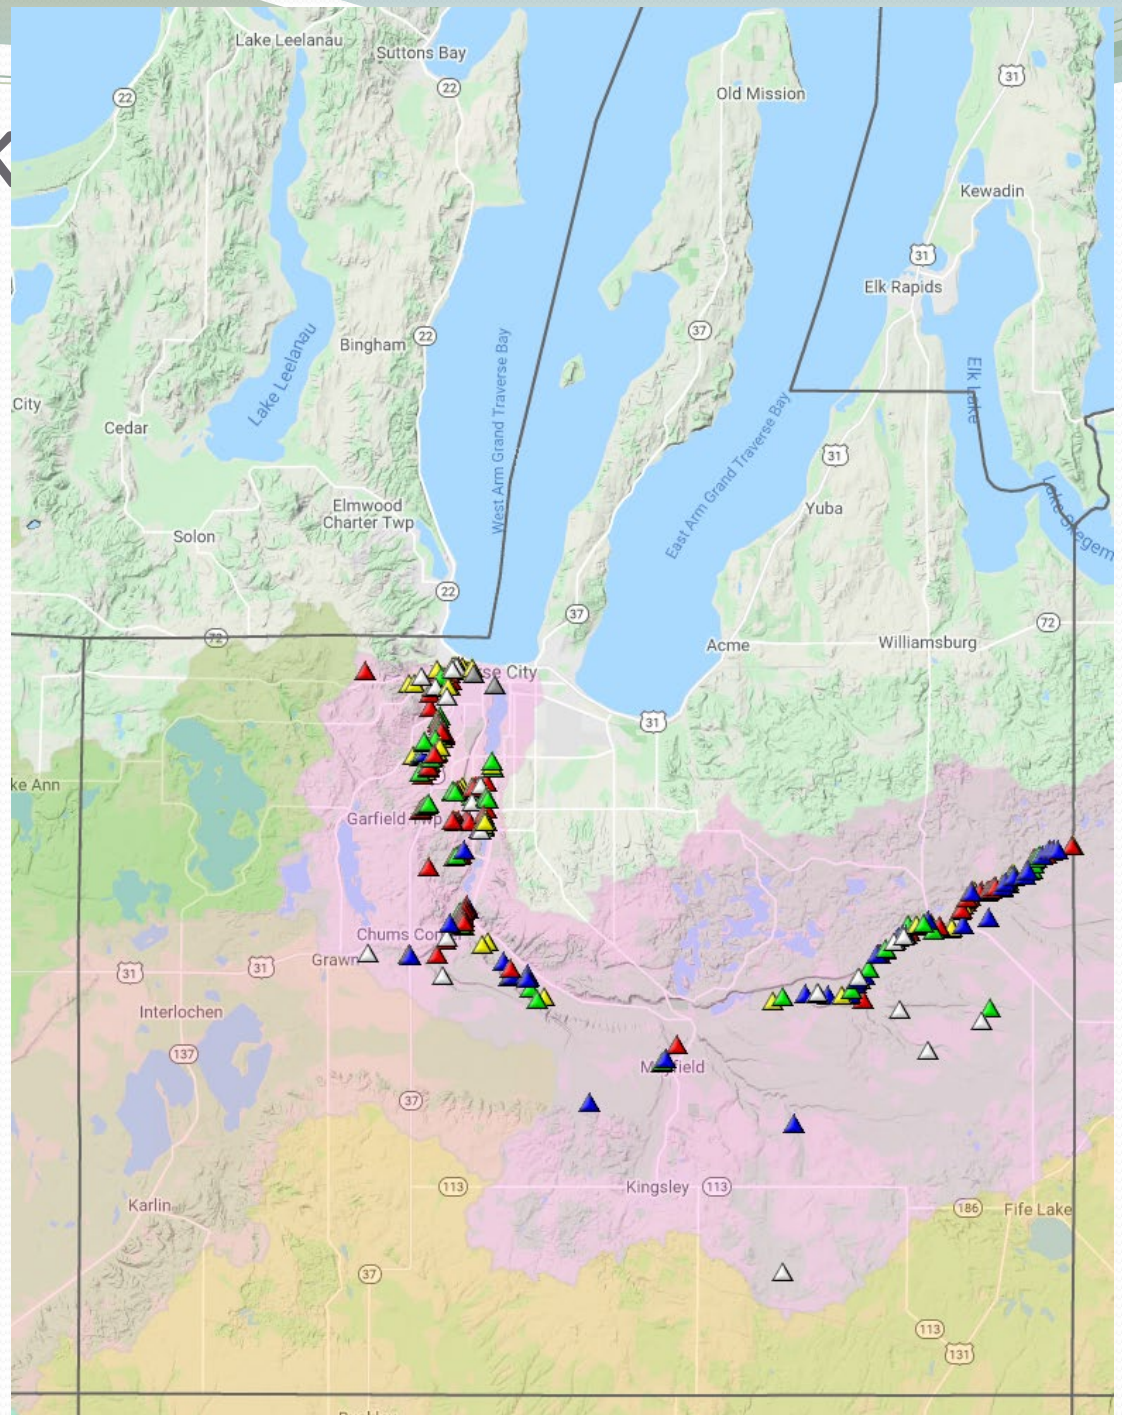 Lake Leelanau
Suttons Bay
22
22
31
Old Mission
Kewadin
31
Elk Rapids
22
37
Bingham
Lake Leelanau
West Arm Grand Traverse Bay
Elk Lake
City
Cedar
East Arm Grand Traverse Bay
31
Elmwood
Charter Twp
Yuba
Solon
22
37
72
72
Acme
Williamsburg
31
Garfield Twp
Chums Cor
Grawn
31
31
Interlochen
137
37
Kingsley
113
113
Karlin
186
Fife Lake
37
113
131